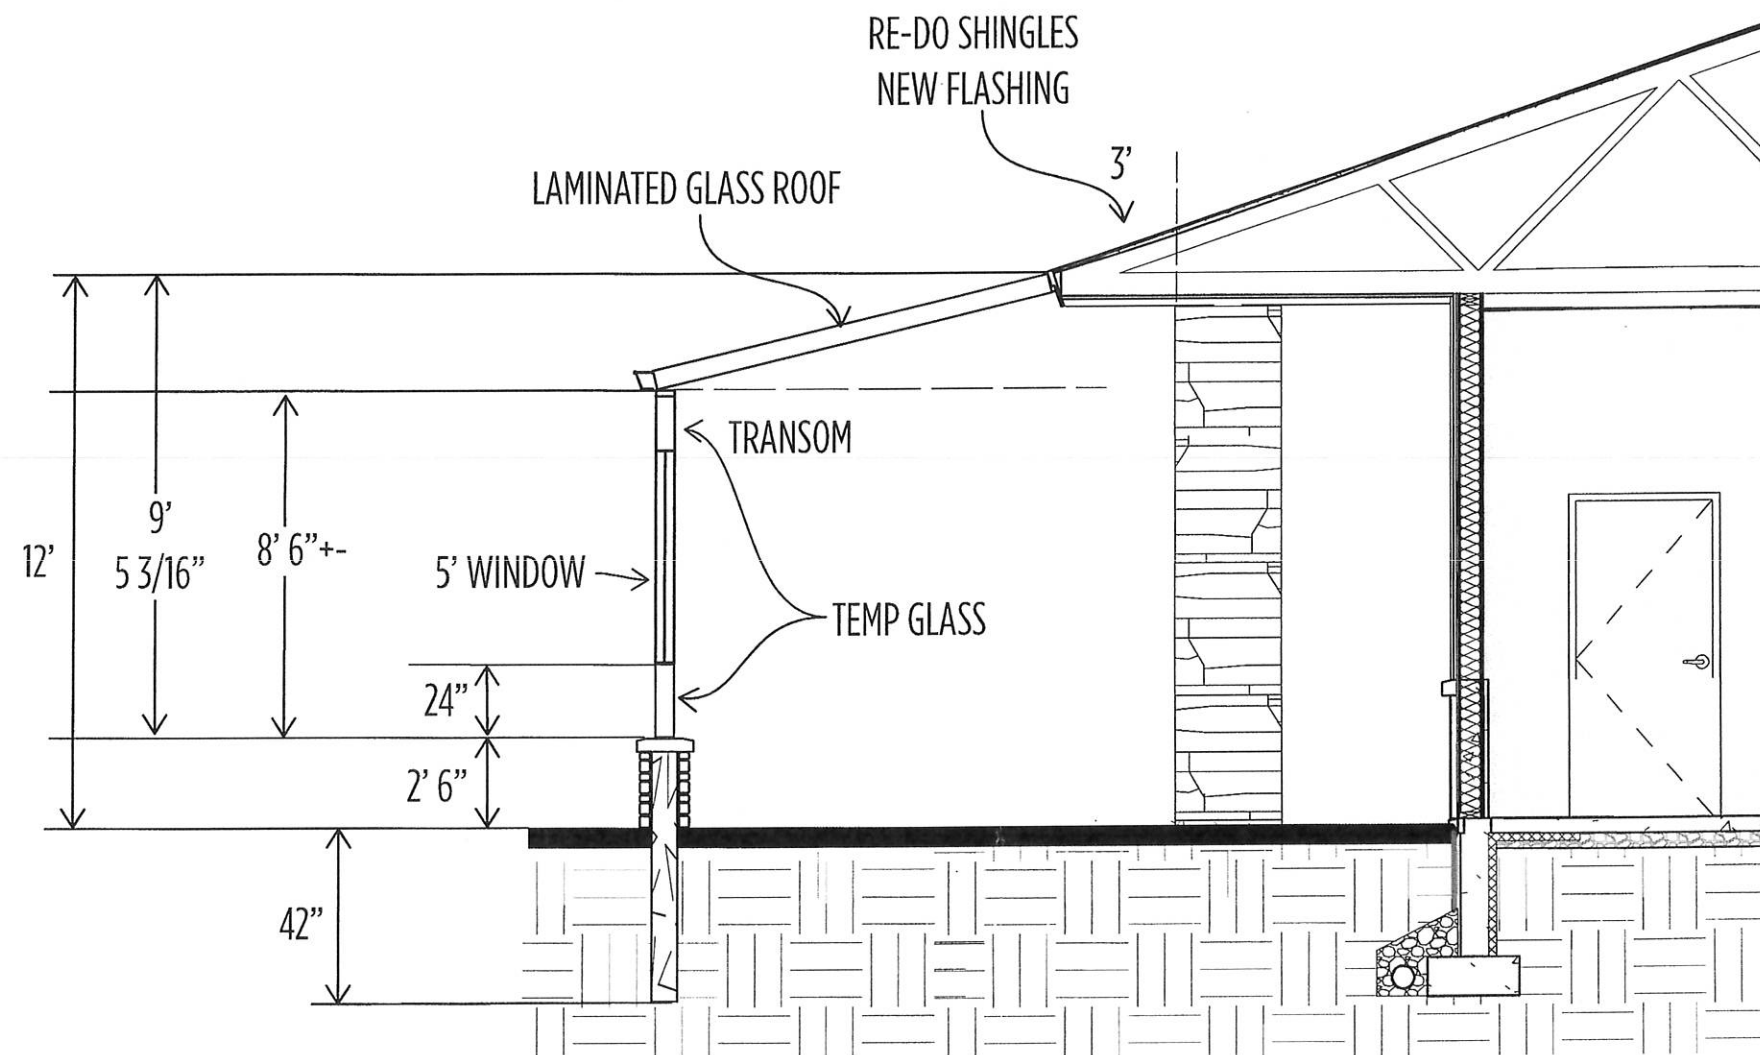 RE-DO SHINGLES
NEW FLASHING
3’
LAMINATED GLASS ROOF
TRANSOM
9’
5 3/16”
8’ 6”+-
12’
5’ WINDOW
TEMP GLASS
24”
2’ 6”
42”